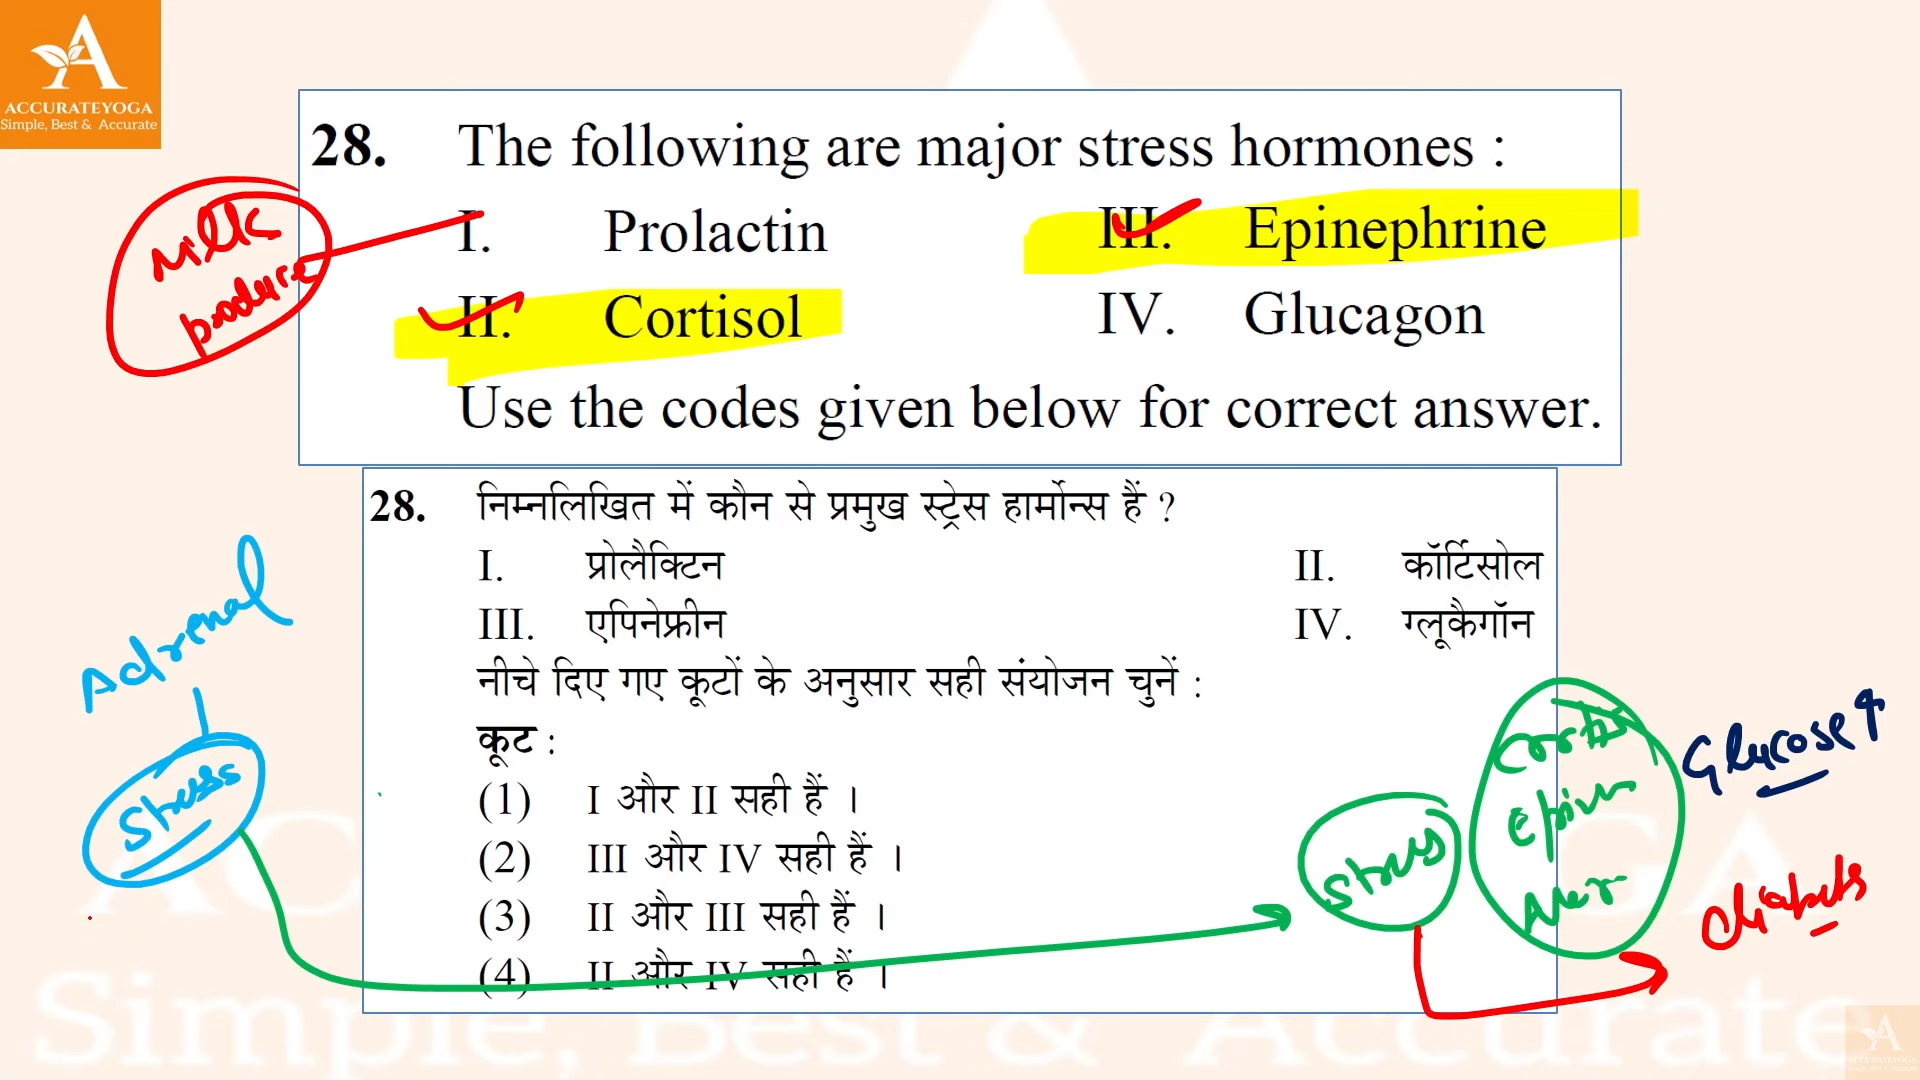 A
ACCURATEYOGA
Simple, Best & Accurate
28. The following are major stress hormones :
I. Prolactin III. Epinephrine
II. Cortisol IV. Glucagon
Use the codes given below for correct answer.
Milk
28. निम्नलिखित में कौन से प्रमुख स्ट्रेस हार्मोन्स हैं ?
I. प्रोलैक्टिन II. कॉर्टिसोल
III. एपिनेफ्रीन IV. ग्लूकैगॉन
नीचे दिए गए कूटों के अनुसार सही संयोजन चुनें :
कूट :
(1) I और II सही हैं ।
(2) III और IV सही हैं ।
(3) II और III सही हैं ।
(4) II और IV सही हैं ।
Adrenal
Stress
Stress
Glucose↑
Simple, Best & Accurate